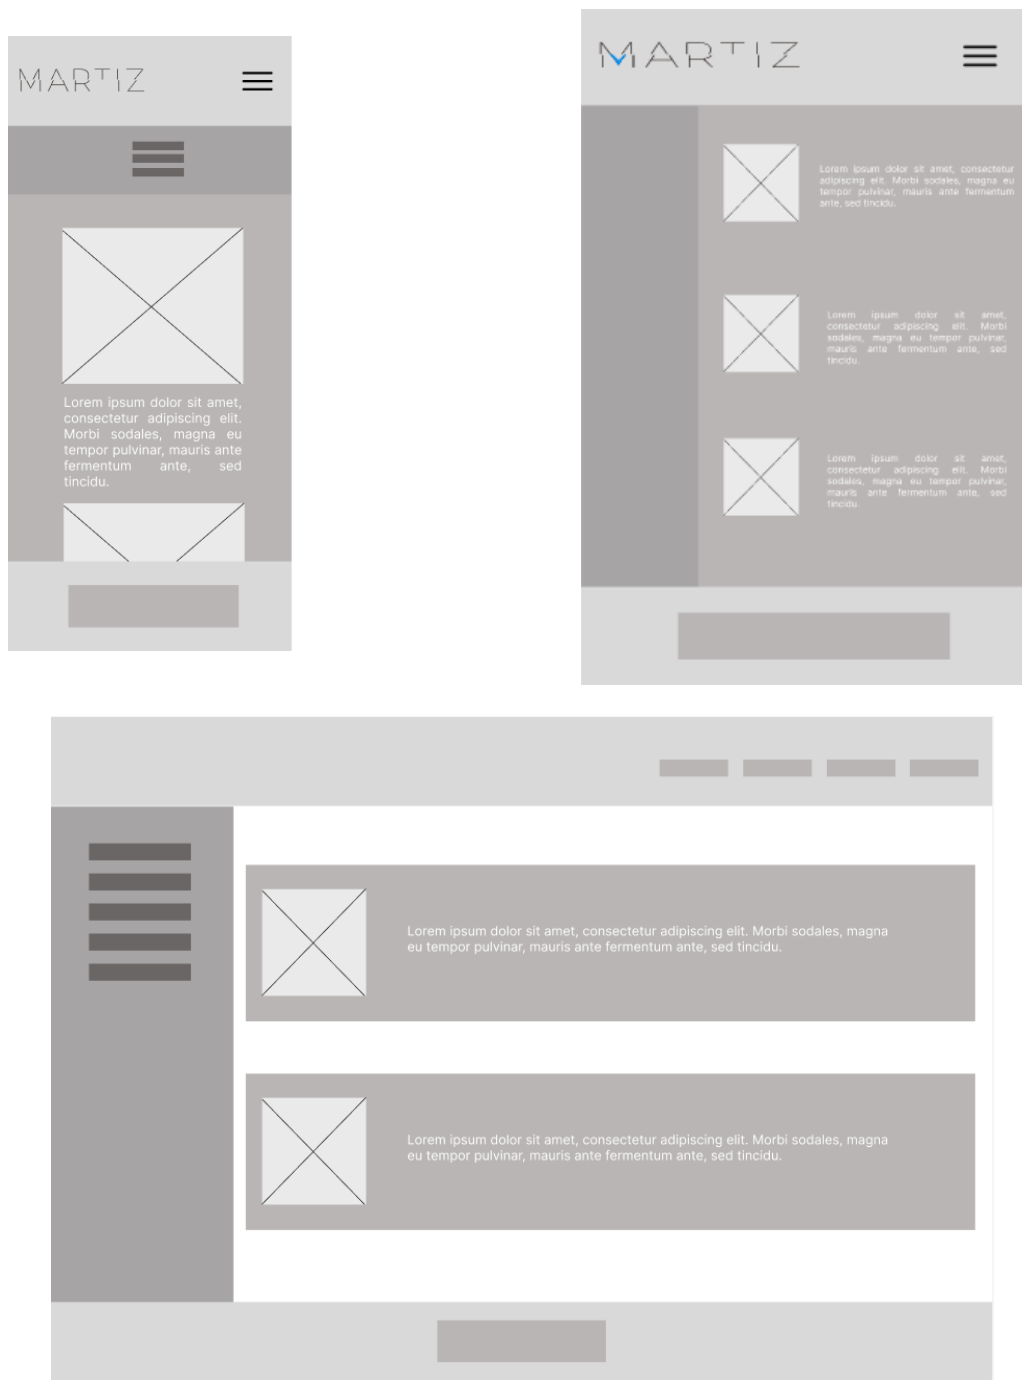 MARTIZ
Lorem ipsum dolor sit amet,
consectetur adipiscing elit.
Morbi sodales, magna eu
tempor pulvinar, mauris ante
fermentum ante, sed
tincidu.
MARTIZ
Lorem ipsum dolor sit amet, consectetur
adipiscing elit. Morbi sodales, magna eu
tempor pulvinar, mauris ante fermentum
ante, sed tincidu.
Lorem ipsum dolor sit amet,
consectetur adipiscing elit. Morbi
sodales, magna eu tempor pulvinar,
mauris ante fermentum ante, sed
tincidu.
Lorem ipsum dolor sit amet,
consectetur adipiscing elit. Morbi
sodales, magna eu tempor pulvinar,
mauris ante fermentum ante, sed
tincidu.
Lorem ipsum dolor sit amet, consectetur adipiscing elit. Morbi sodales, magna
eu tempor pulvinar, mauris ante fermentum ante, sed tincidu.
Lorem ipsum dolor sit amet, consectetur adipiscing elit. Morbi sodales, magna
eu tempor pulvinar, mauris ante fermentum ante, sed tincidu.